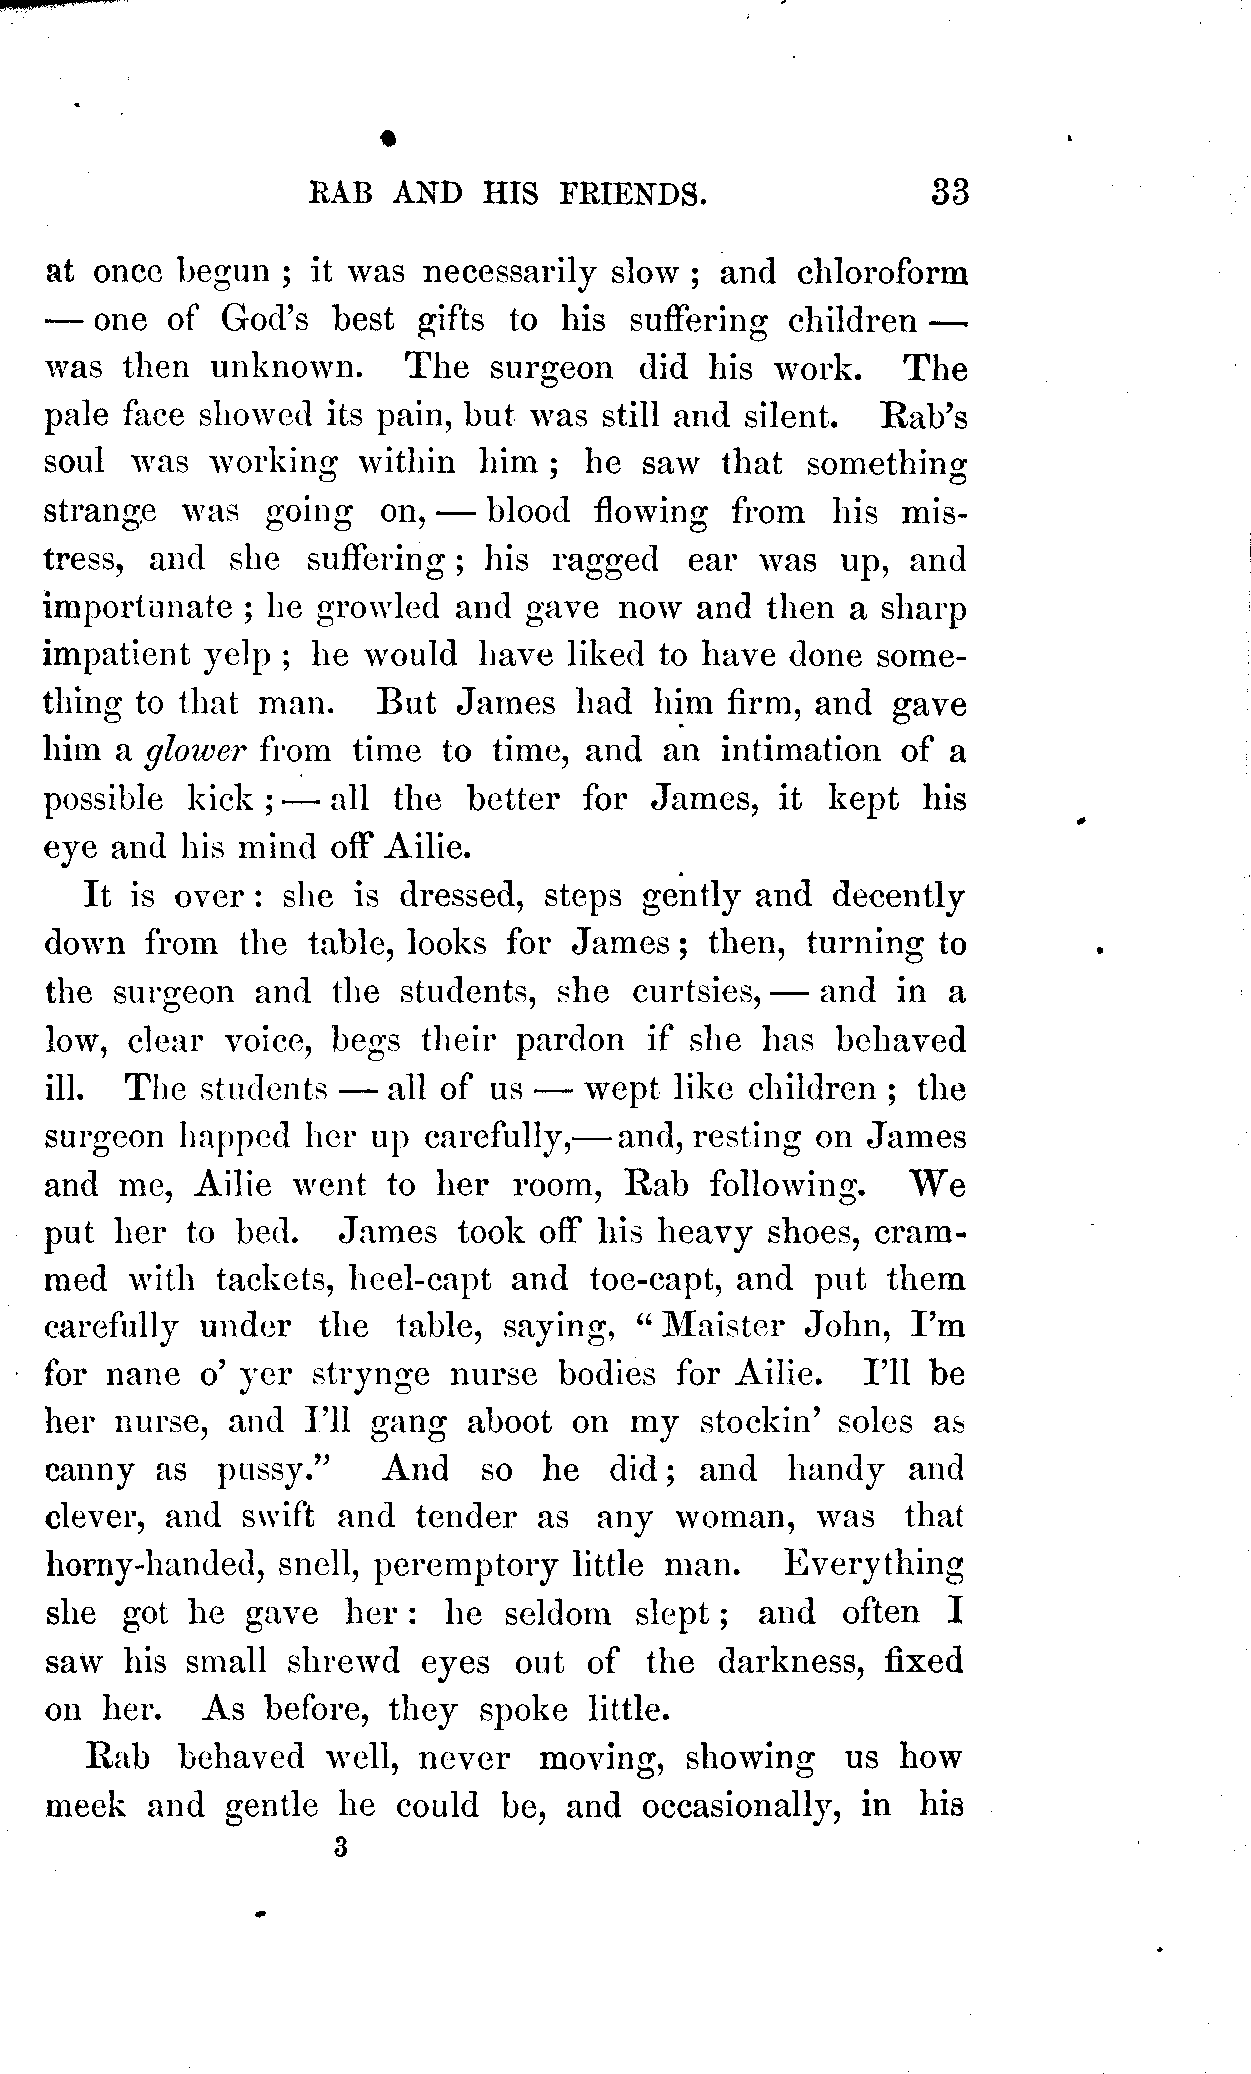 RAB AND HIS FRIENDS. 33
at once begun ; it was necessarily slow ; and chloroform
— one of God's best gifts to his suffering children —
was then unknown. The surgeon did his work. The
pale face showed its pain, but was still and silent. Rab's
soul was working within him ; he saw that something
strange was going on, — blood flowing from his mis-
tress, and she suffering ; his ragged ear was up, and
importunate ; he growled and gave now and then a sharp
impatient yelp ; he would have liked to have done some-
thing to that man. But James had him firm, and gave
him a glower from time to time, and an intimation of a
possible kick ; — all the better for James, it kept his
eye and his mind off Ailie.
It is over : she is dressed, steps gently and decently
down from the table, looks for James ; then, turning to
the surgeon and the students, she curtsies, — and in a
low, clear voice, begs their pardon if she has behaved
ill. The students — all of us — wept like children ; the
surgeon happed her up carefully, — and, resting on James
and me, Ailie went to her room, Rab following. We
put her to bed. James took off his heavy shoes, cram-
med with tackets, heel-capt and toe-capt, and put them
carefully under the table, saying, “ Maister John, I'm
for nane o' yer strynge nurse bodies for Ailie. I'll be
her nurse, and I'll gang aboot on my stockin' soles as
canny as pussy.” And so he did ; and handy and
clever, and swift and tender as any woman, was that
horny-handed, snell, peremptory little man. Everything
she got he gave her : he seldom slept ; and often I
saw his small shrewd eyes out of the darkness, fixed
on her. As before, they spoke little.
Rab behaved well, never moving, showing us how
meek and gentle he could be, and occasionally, in his
3